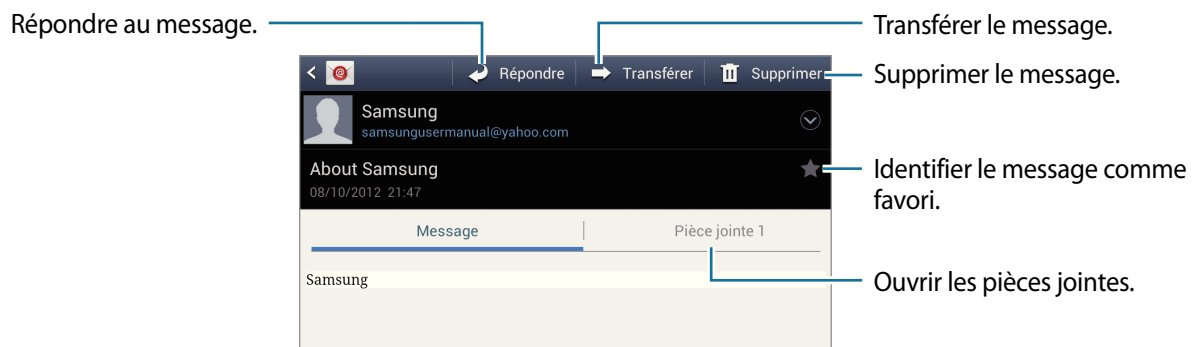 Répondre au message.
Transférer le message.
Répondre
Transférer
Supprimer
Supprimer le message.
Samsung
samsungusermanual@yahoo.com
About Samsung
08/10/2012 21:47
Identifier le message comme
favori.
Message
Pièce jointe 1
Samsung
Ouvrir les pièces jointes.